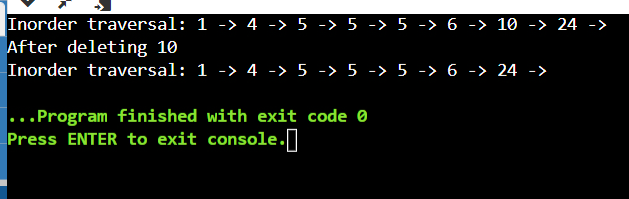 Inorder traversal: 1 -> 4 -> 5 -> 5 -> 5 -> 6 -> 10 -> 24 ->
After deleting 10
Inorder traversal: 1 -> 4 -> 5 -> 5 -> 5 -> 6 -> 24 ->
...Program finished with exit code 0
Press ENTER to exit console.